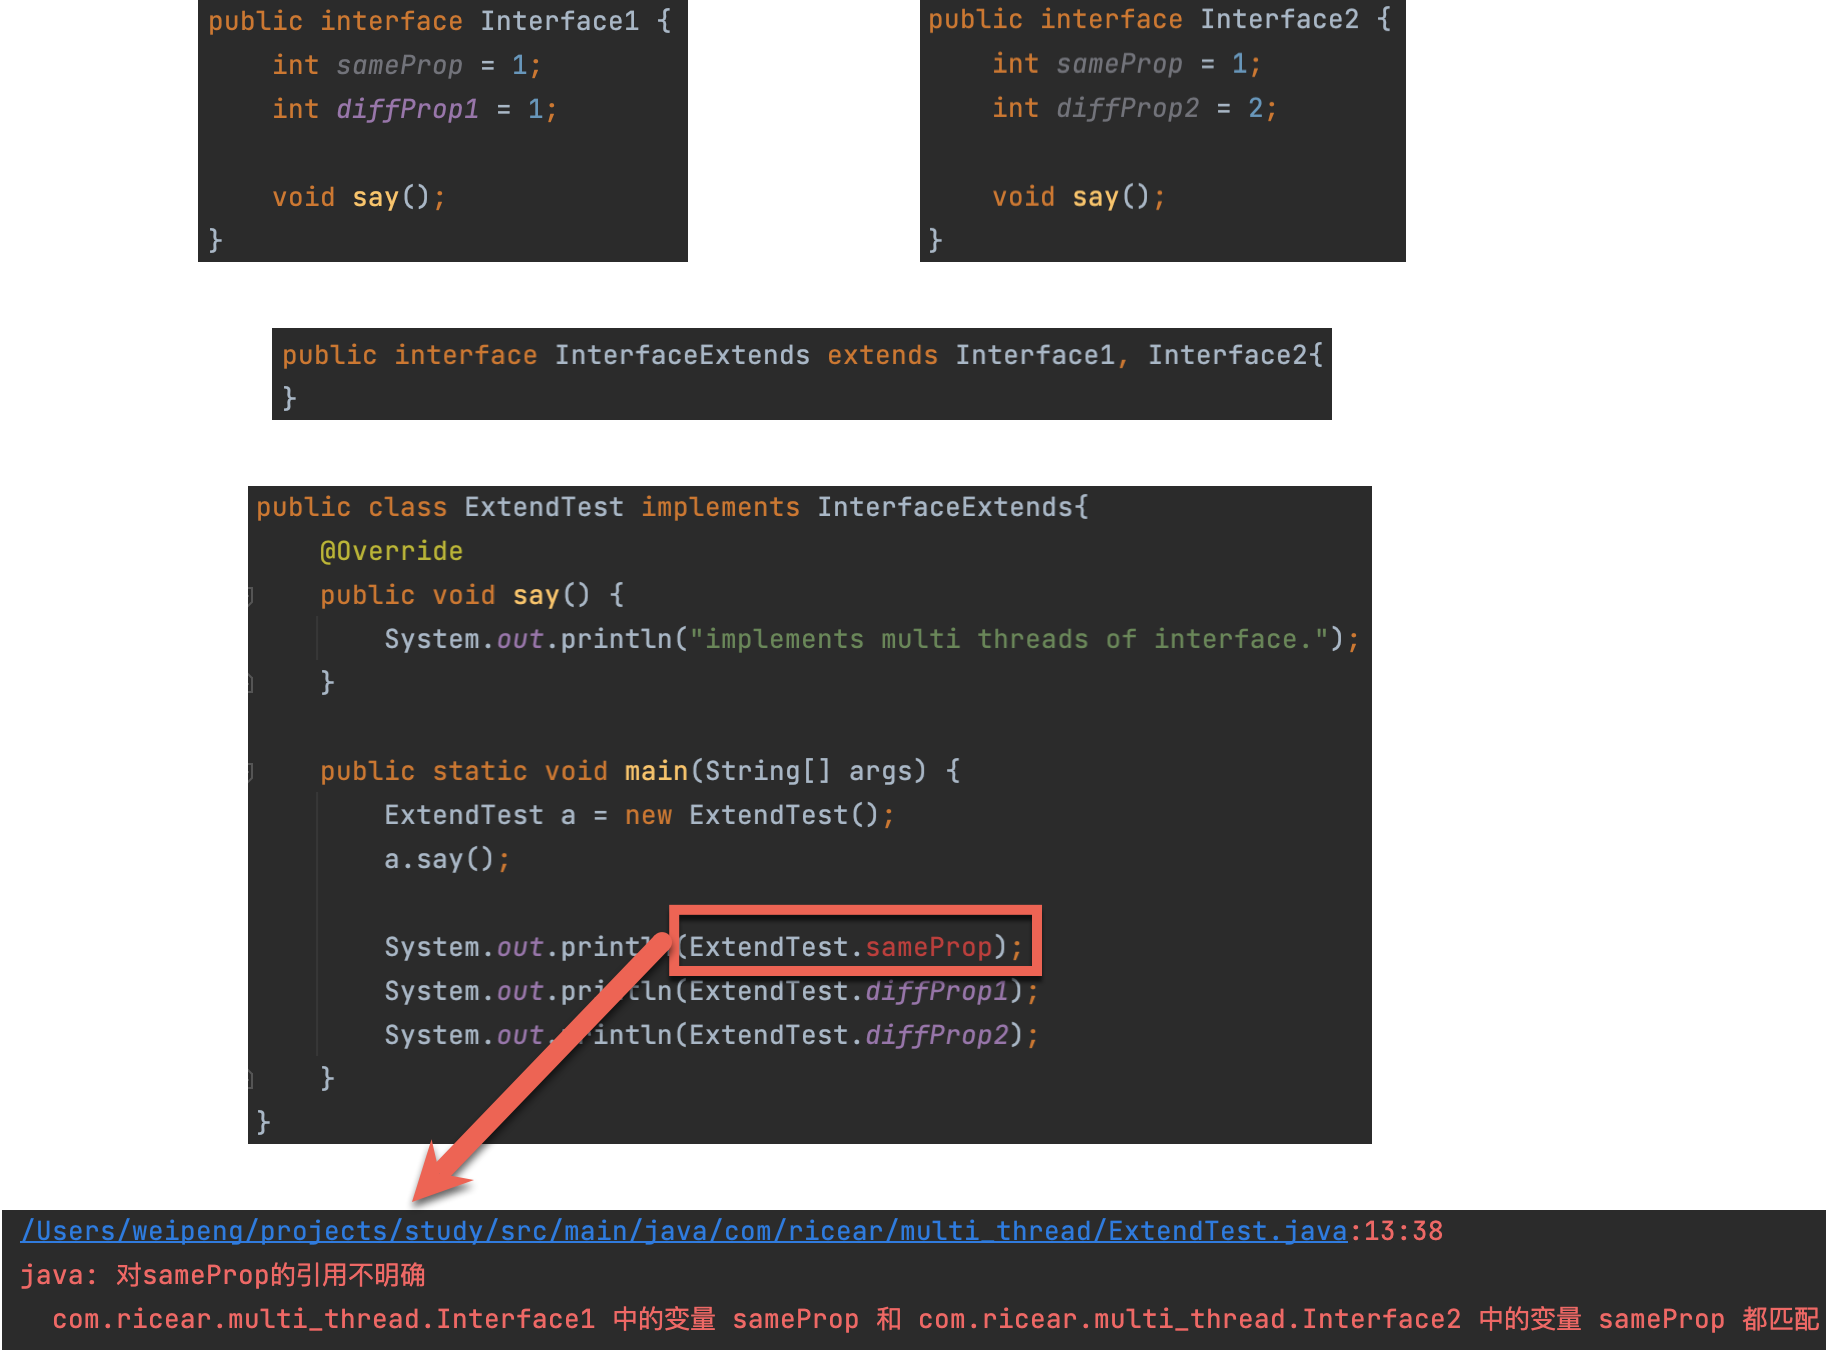 public interface Interface1 {
    int sameProp = 1;
    int diffProp1 = 1;
    void say();
}
public interface Interface2 {
    int sameProp = 1;
    int diffProp2 = 2;
    void say();
}
public interface InterfaceExtends extends Interface1, Interface2{
}
public class ExtendTest implements InterfaceExtends{
    @Override
    public void say() {
        System.out.println("implements multi threads of interface.");
    }
    public static void main(String[] args) {
        ExtendTest a = new ExtendTest();
        a.say();
        System.out.println(ExtendTest.sameProp);
        System.out.println(ExtendTest.diffProp1);
        System.out.println(ExtendTest.diffProp2);
    }
}
/Users/weipeng/projects/study/src/main/java/com/ricear/multi_thread/ExtendTest.java:13:38
java: 对sameProp的引用不明确
  com.ricear.multi_thread.Interface1 中的变量 sameProp 和 com.ricear.multi_thread.Interface2 中的变量 sameProp 都匹配